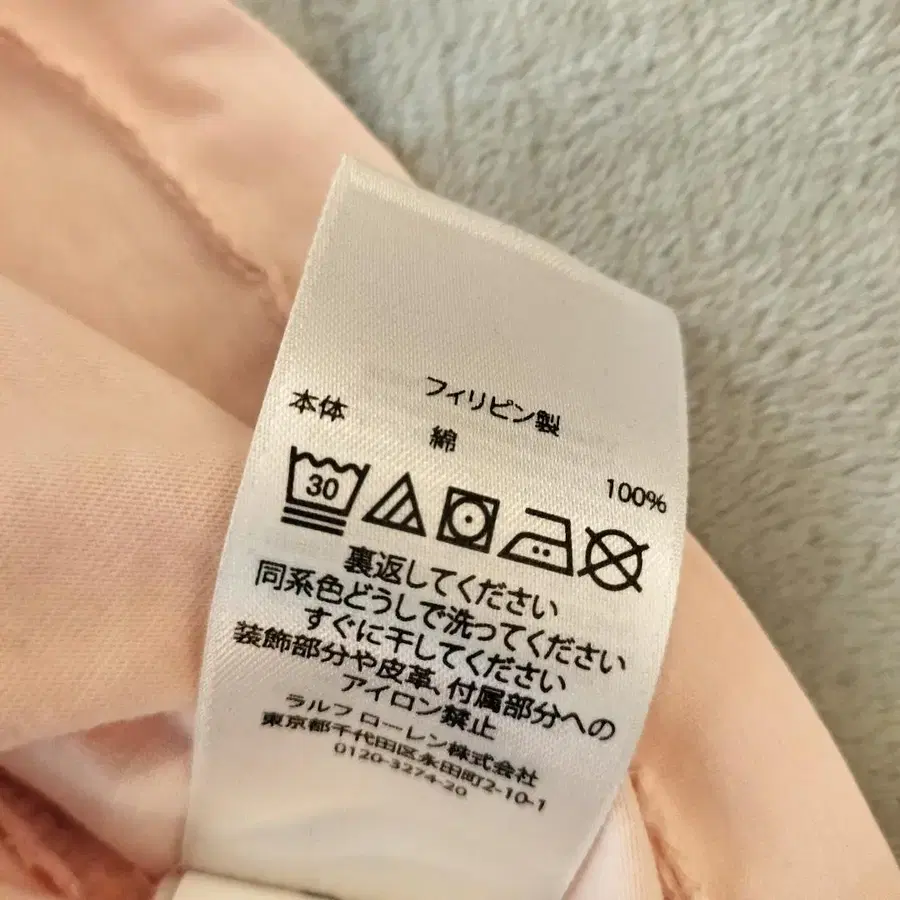 フィリピン製
本体 綿 100%
30
裏返してください
同系色どうしで洗ってください
すぐに干してください
装飾部分や皮革、付属部分への
アイロン禁止
ラルフ ローレン株式会社
東京都千代田区永田町2-10-1
0120-3274-20